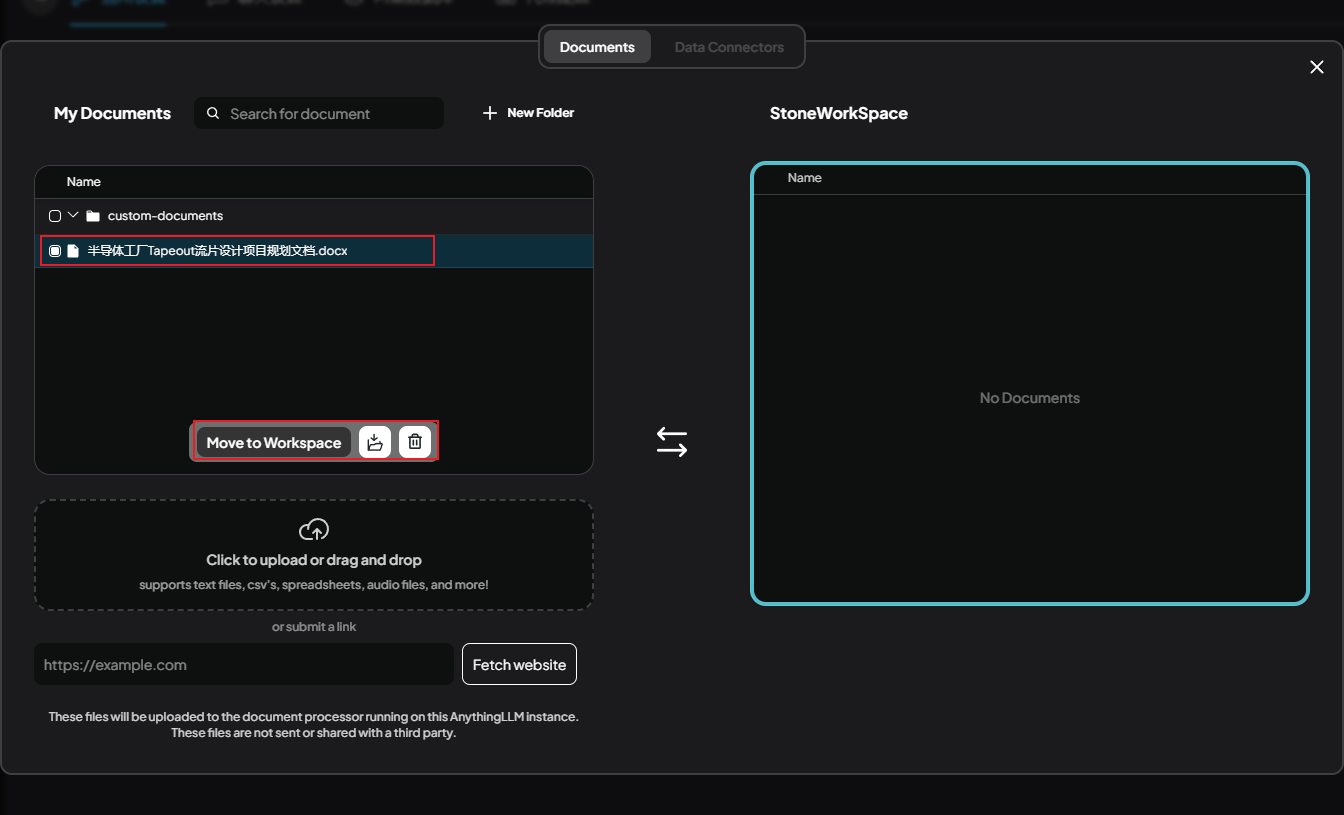 Documents
Data Connectors
My Documents
Search for document
New Folder
StoneWorkSpace
Name
custom-documents
半导体工厂Tapeout流片设计项目规划文档.docx
Move to Workspace
Name
No Documents
Click to upload or drag and drop
supports text files, csv's, spreadsheets, audio files, and more!
or submit a link
https://example.com
Fetch website
These files will be uploaded to the document processor running on this AnythingLLM instance.
These files are not sent or shared with a third party.